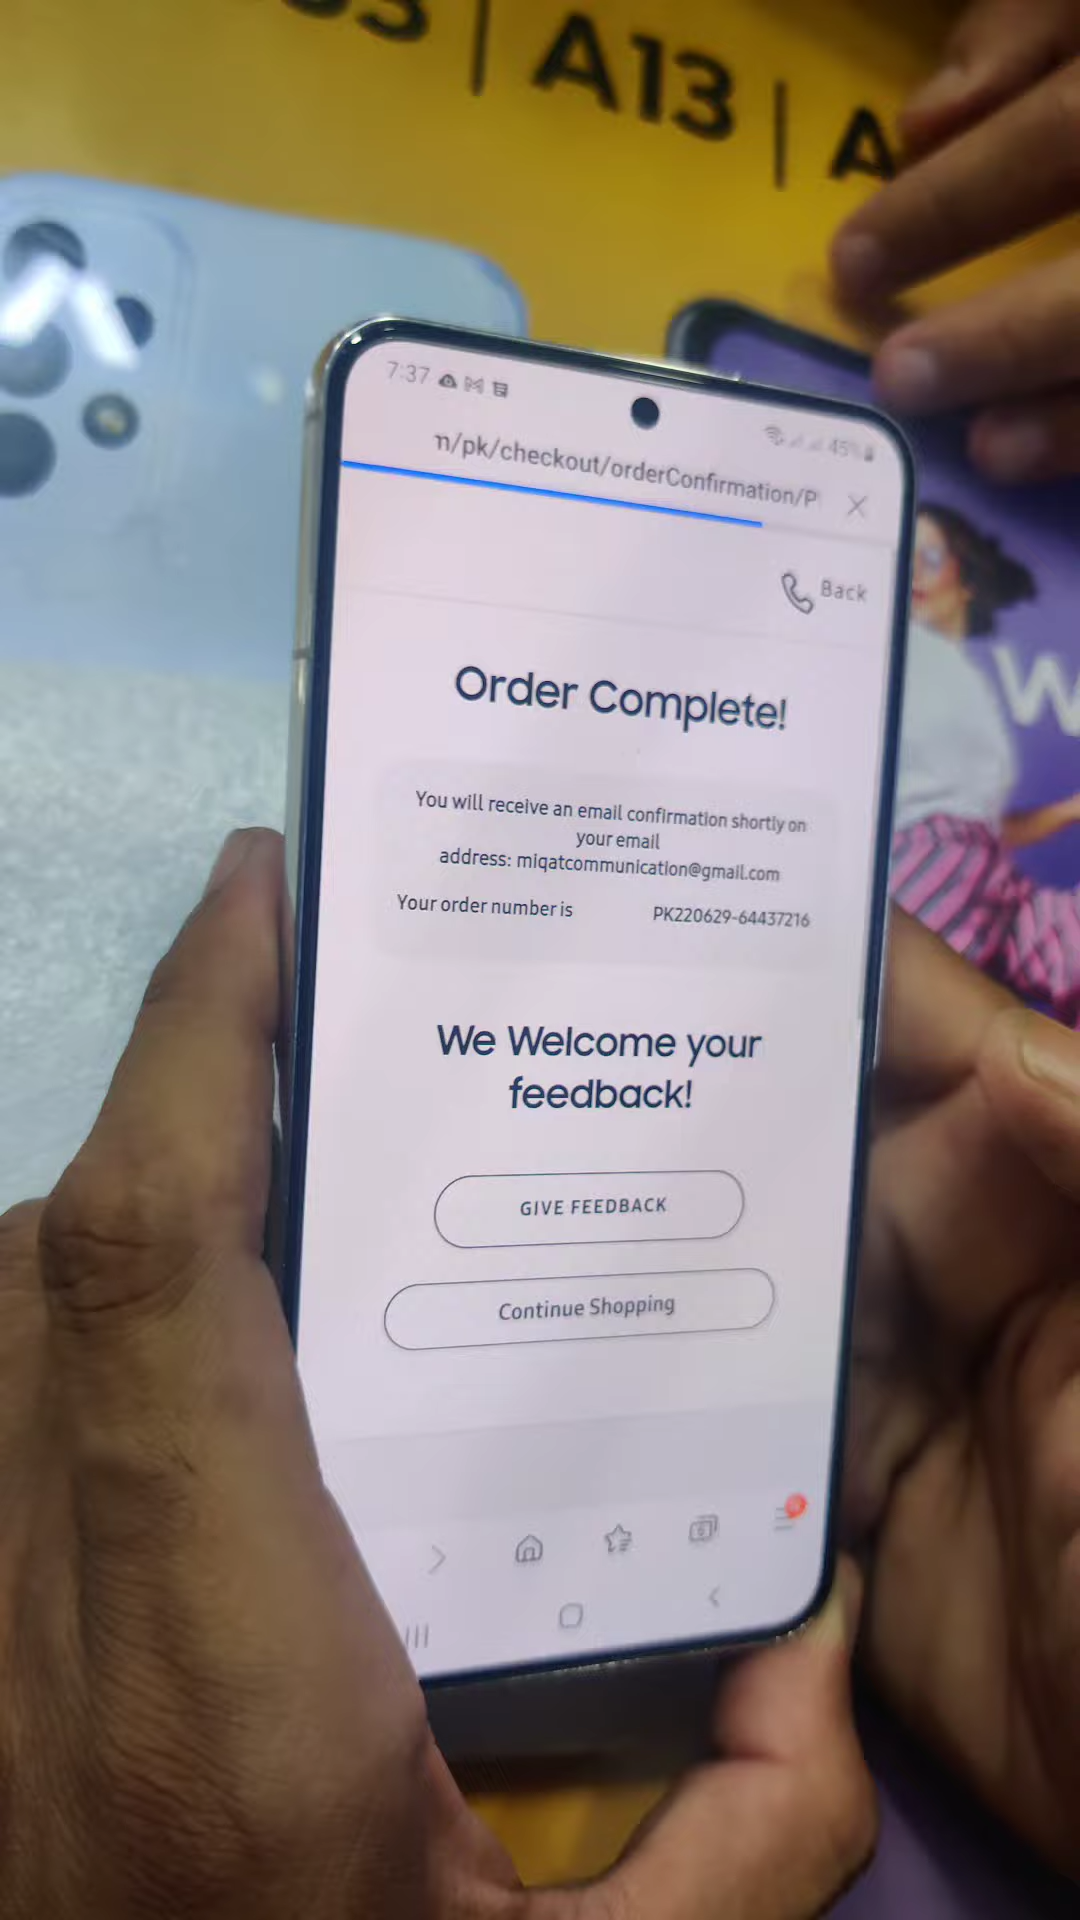 A13
A
7:37
45%
n/pk/checkout/orderConfirmation/P
Back
Order Complete!
You will receive an email confirmation shortly on
your email
address: miqatcommunication@gmail.com
Your order number is PK220629-64437216
We Welcome your
feedback!
GIVE FEEDBACK
Continue Shopping
W